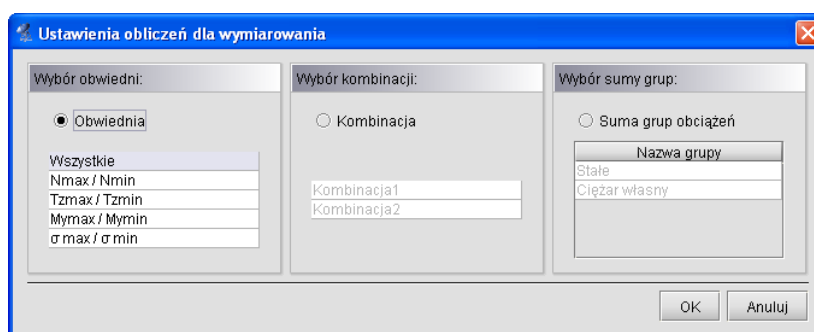 Ustawienia obliczeń dla wymiarowania
Wybór obwiedni:
Obwiednia
Wszystkie
Nmax / Nmin
Tzmax / Tzmin
Mymax / Mymin
σ max / σ min
Wybór kombinacji:
Kombinacja
Kombinacja1
Kombinacja2
Wybór sumy grup:
Suma grup obciążeń
Nazwa grupy
Stałe
Ciężar własny
OK
Anuluj